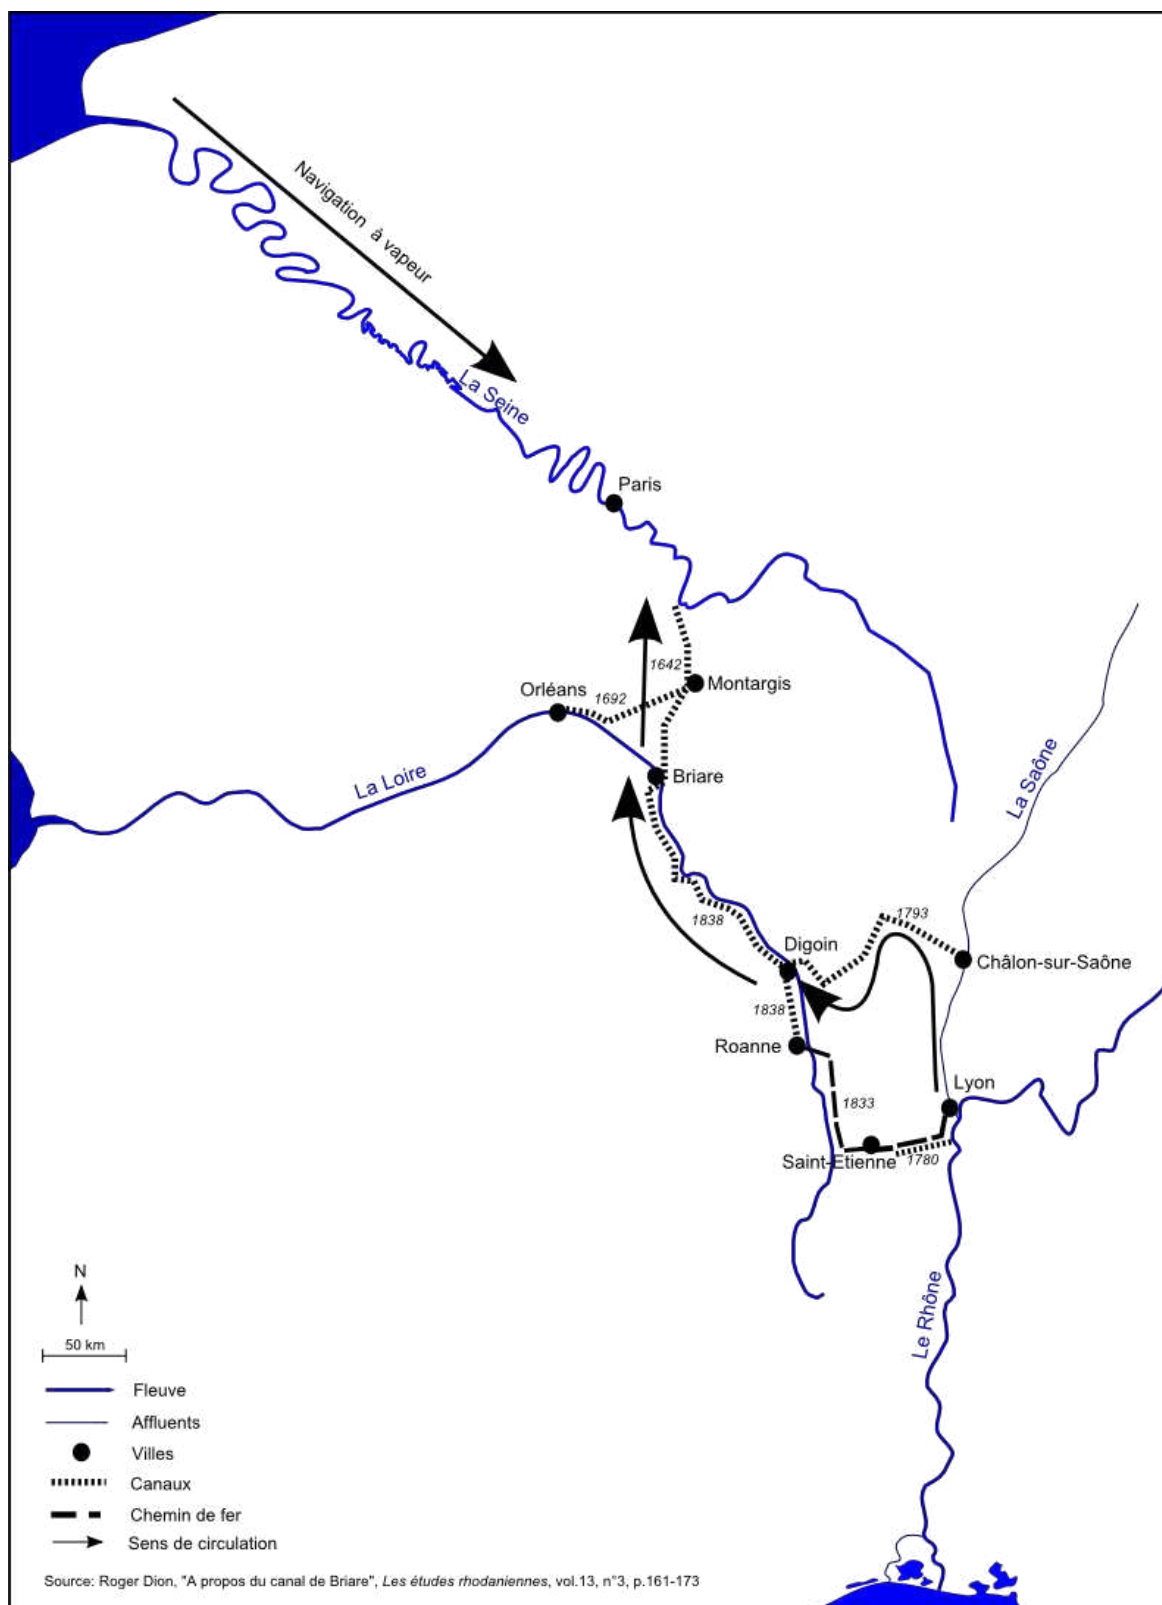 Navigation à vapeur
La Seine
Paris
1642
Montargis
Orléans
1692
Briare
La Loire
La Saône
1838
1793
Digoin
Châlon-sur-Saône
1838
Roanne
Lyon
1833
Saint-Etienne
1780
Le Rhône
N
50 km
Fleuve
Affluents
Villes
Canaux
Chemin de fer
Sens de circulation
Source: Roger Dion, "A propos du canal de Briare", Les études rhodaniennes, vol.13, n°3, p.161-173